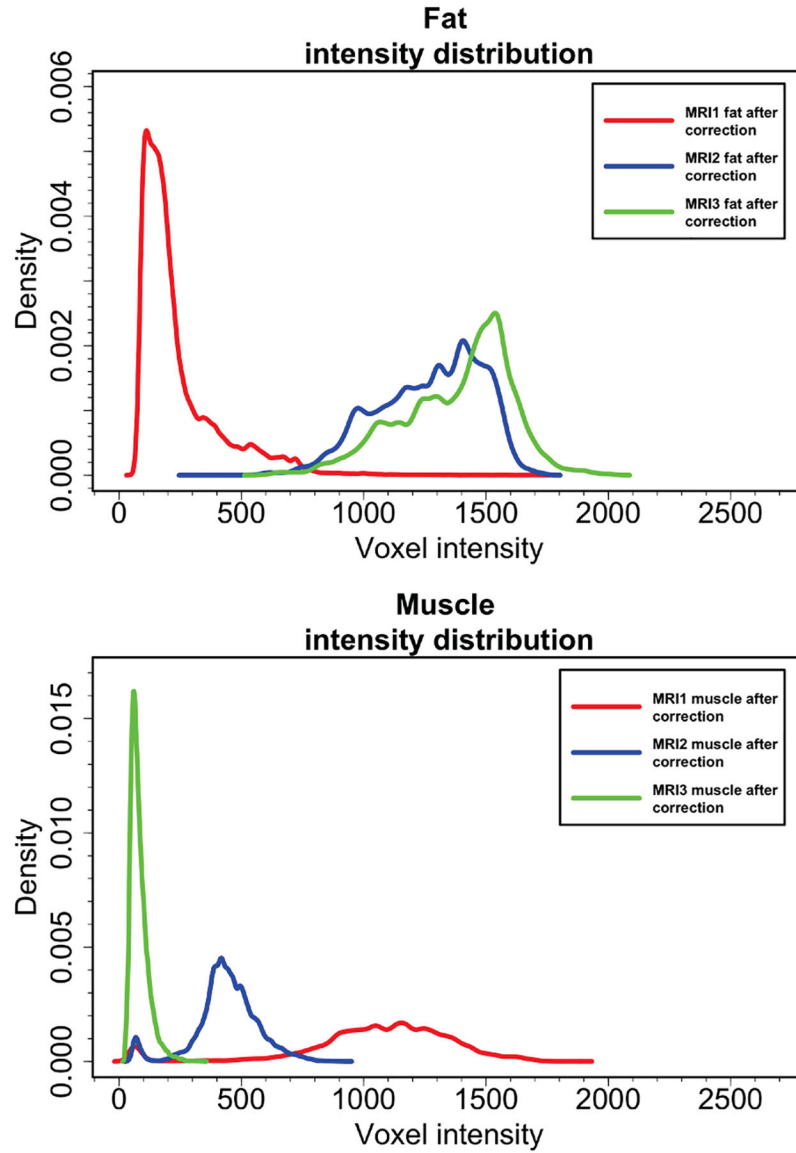 Fat
intensity distribution
0.006
0.004
0.002
0.000
Density
MRI1 fat after
correction
MRI2 fat after
correction
MRI3 fat after
correction
0 500 1000 1500 2000 2500
Voxel intensity
Muscle
intensity distribution
0.015
0.010
0.005
0.000
Density
MRI1 muscle after
correction
MRI2 muscle after
correction
MRI3 muscle after
correction
0 500 1000 1500 2000 2500
Voxel intensity